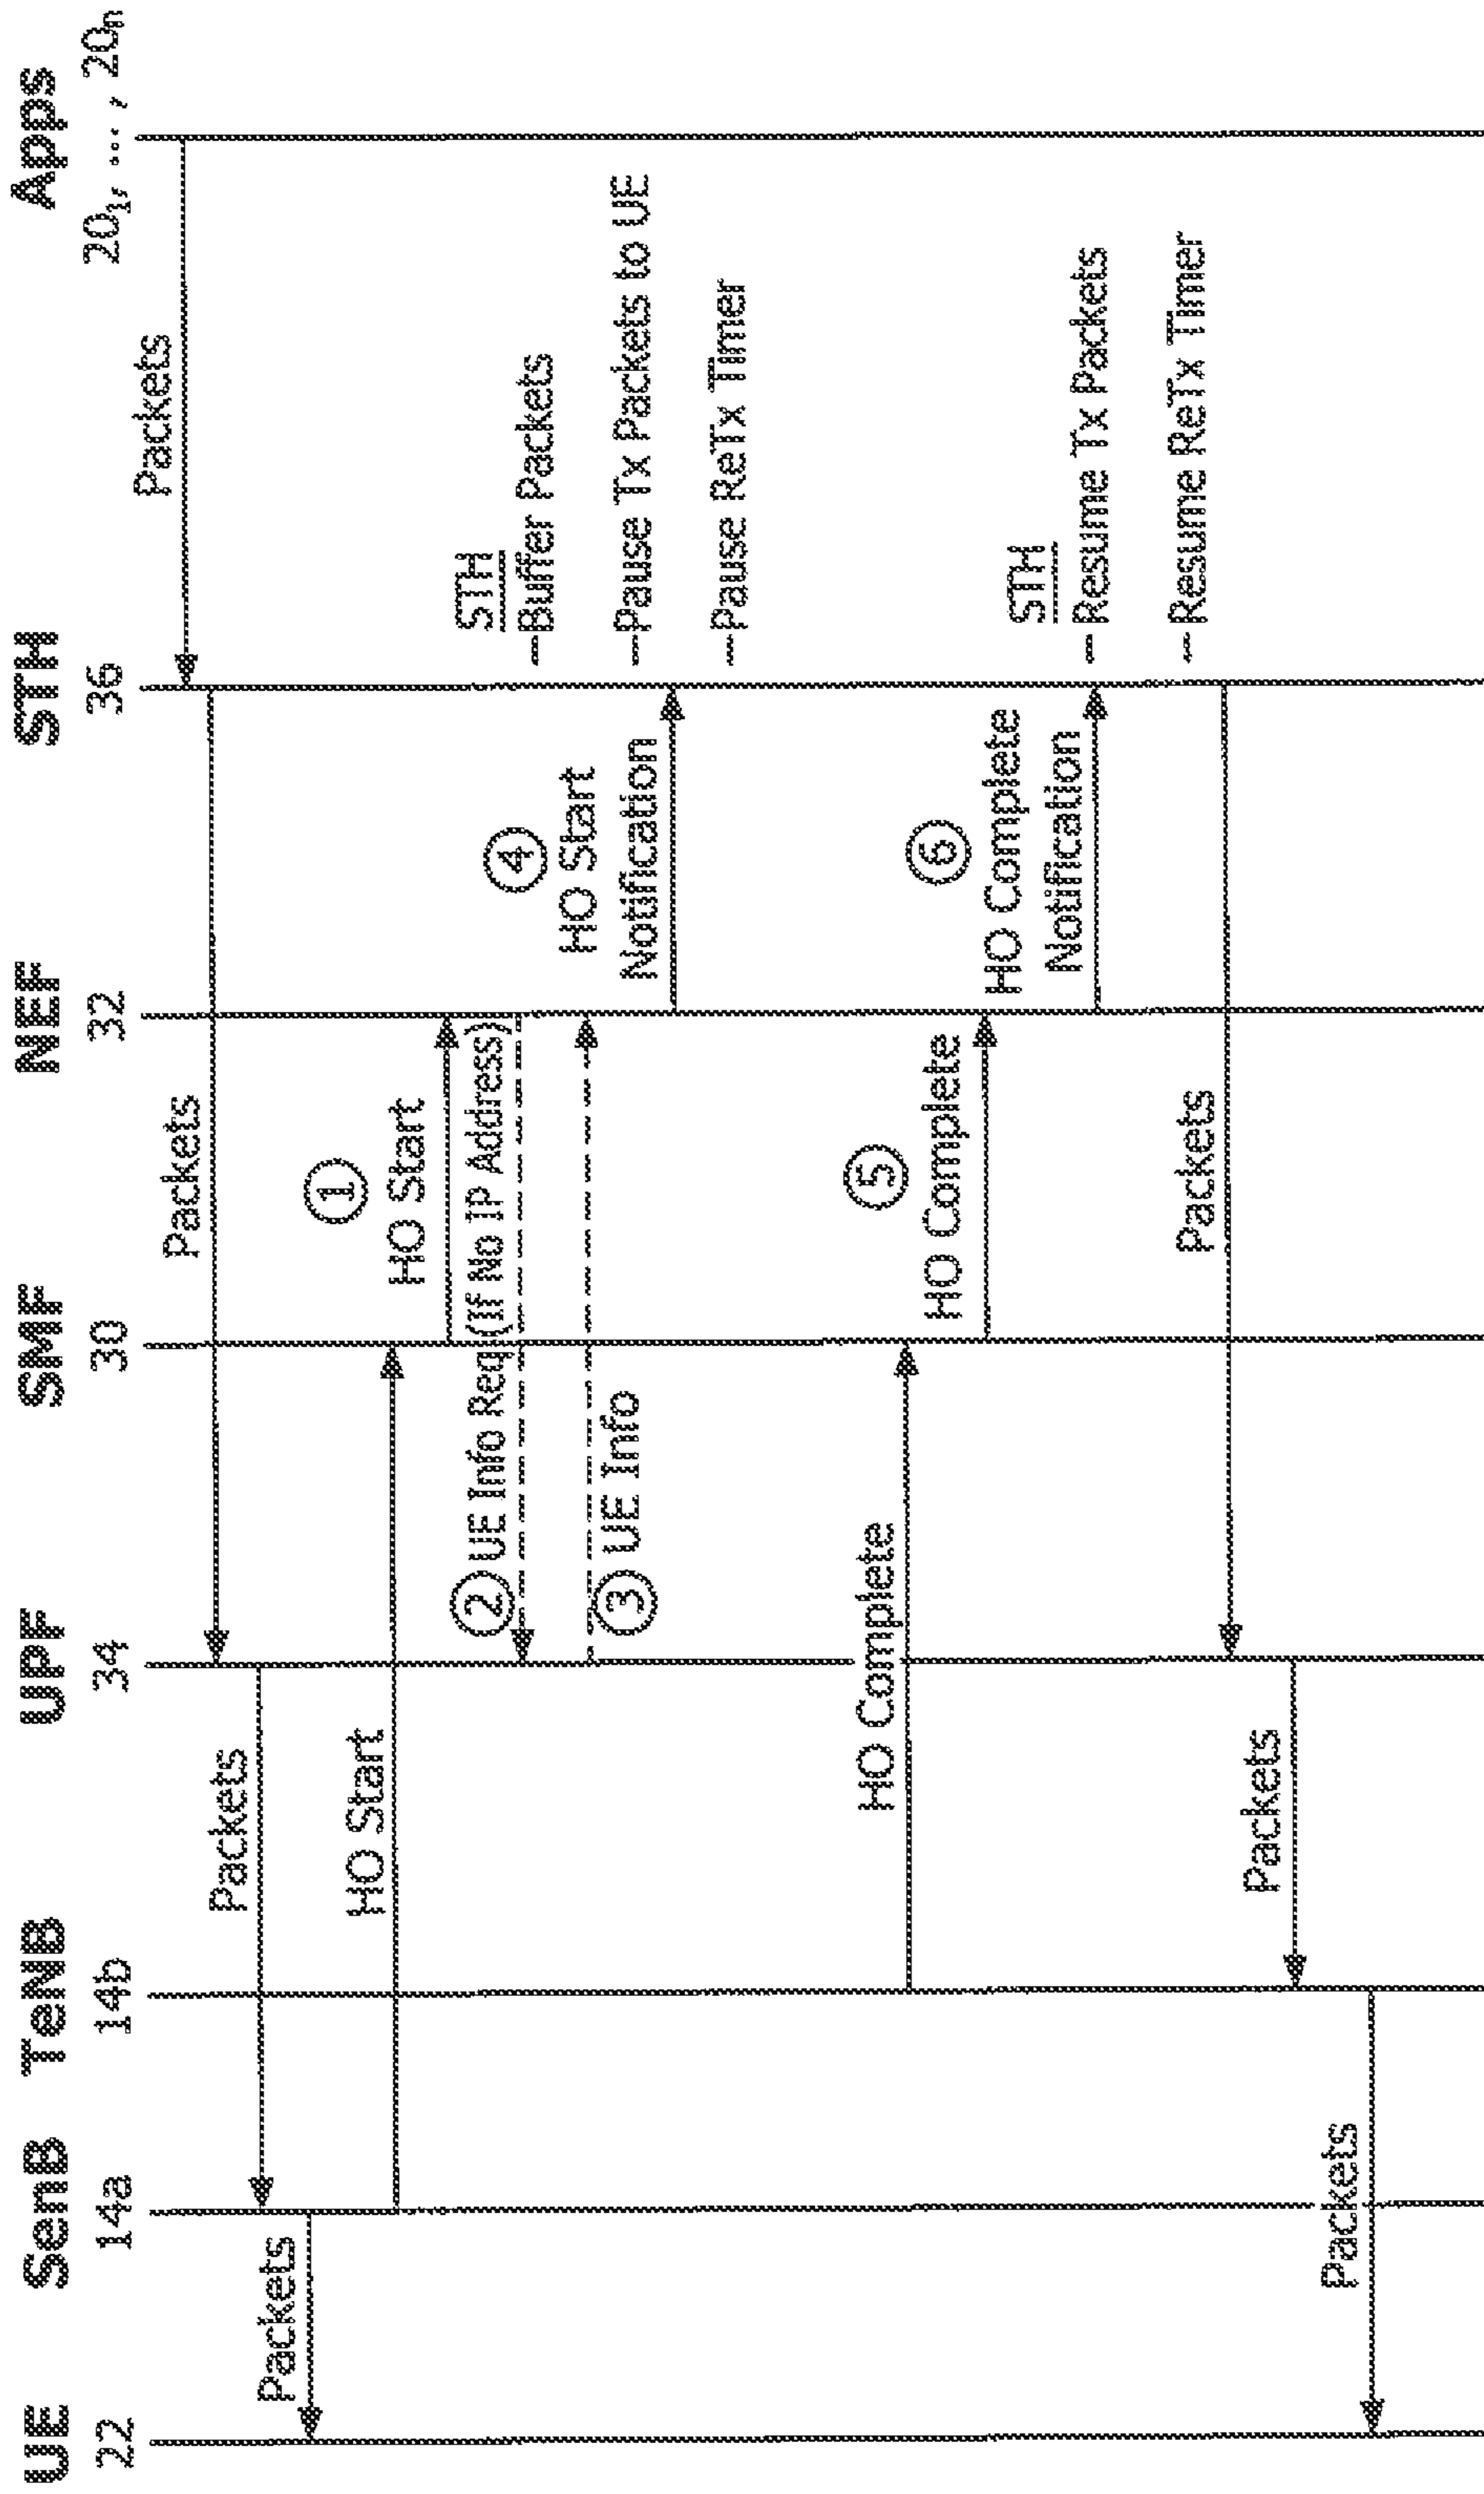 UE SenB TeNB UPF SMF NEF STH Apps
22 14a 14b 34 30 32 36 20₁, ... , 20ₙ
Packets
Packets
Packets
Packets
HO Start
1
HO Start
2 UE Info Req (If No IP Address)
3 UE Info
4
HO Start
Notification
STH
--Buffer Packets
--Pause Tx Packets to UE
--Pause ReTx Timer
HO Complete
5
HO Complete
6
HO Complete
Notification
STH
-- Resume Tx Packets
-- Resume ReTx Timer
Packets
Packets
Packets